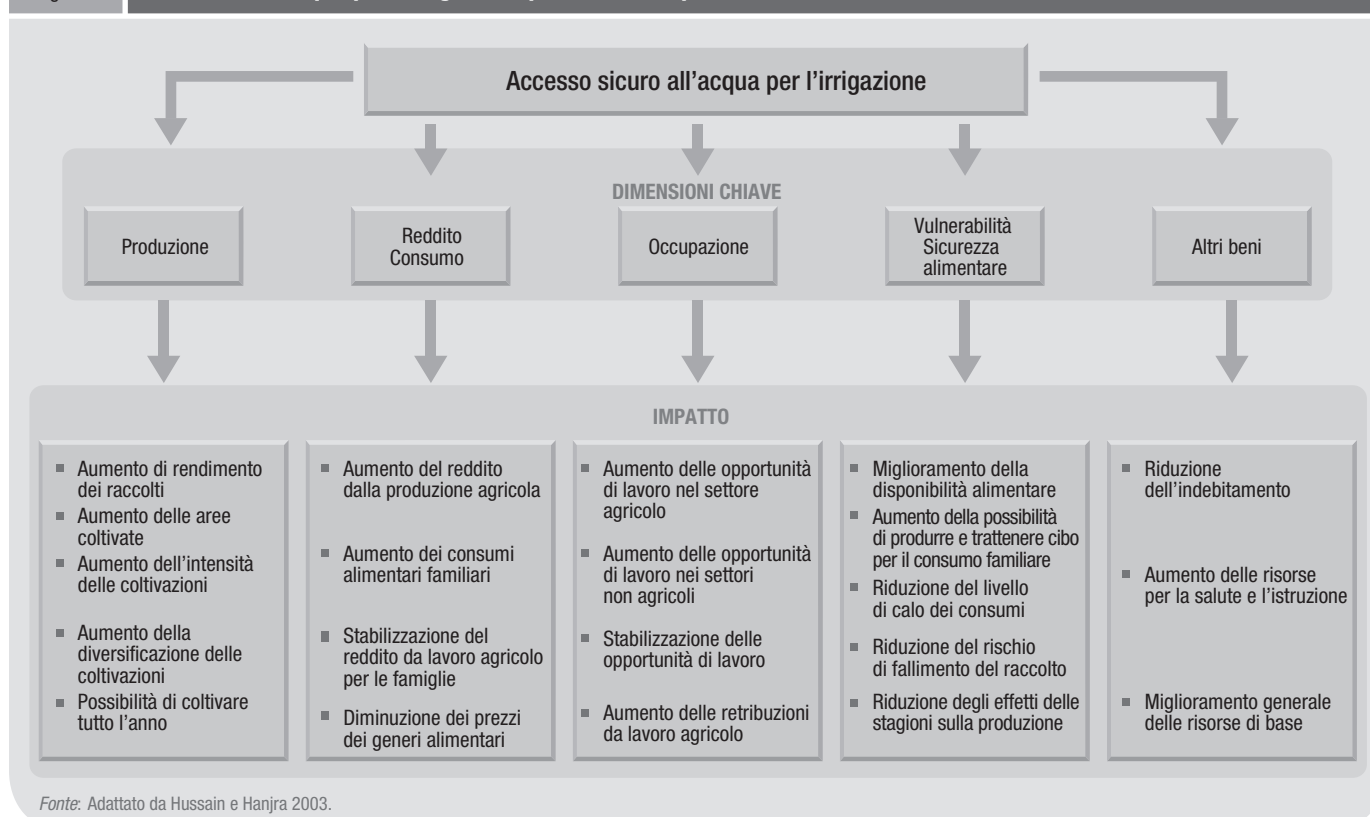 Accesso sicuro all'acqua per l'irrigazione
DIMENSIONI CHIAVE
Produzione
Reddito
Consumo
Occupazione
Vulnerabilità
Sicurezza
alimentare
Altri beni
IMPATTO
■ Aumento di rendimento
dei raccolti
■ Aumento delle aree
coltivate
■ Aumento dell'intensità
delle coltivazioni
■ Aumento della
diversificazione delle
coltivazioni
■ Possibilità di coltivare
tutto l'anno
■ Aumento del reddito
dalla produzione agricola
■ Aumento dei consumi
alimentari familiari
■ Stabilizzazione del
reddito da lavoro agricolo
per le famiglie
■ Diminuzione dei prezzi
dei generi alimentari
■ Aumento delle opportunità
di lavoro nel settore
agricolo
■ Aumento delle opportunità
di lavoro nei settori
non agricoli
■ Stabilizzazione delle
opportunità di lavoro
■ Aumento delle retribuzioni
da lavoro agricolo
■ Miglioramento della
disponibilità alimentare
■ Aumento della possibilità
di produrre e trattenere cibo
per il consumo familiare
■ Riduzione del livello
di calo dei consumi
■ Riduzione del rischio
di fallimento del raccolto
■ Riduzione degli effetti delle
stagioni sulla produzione
■ Riduzione
dell'indebitamento
■ Aumento delle risorse
per la salute e l'istruzione
■ Miglioramento generale
delle risorse di base
Fonte: Adattato da Hussain e Hanjra 2003.